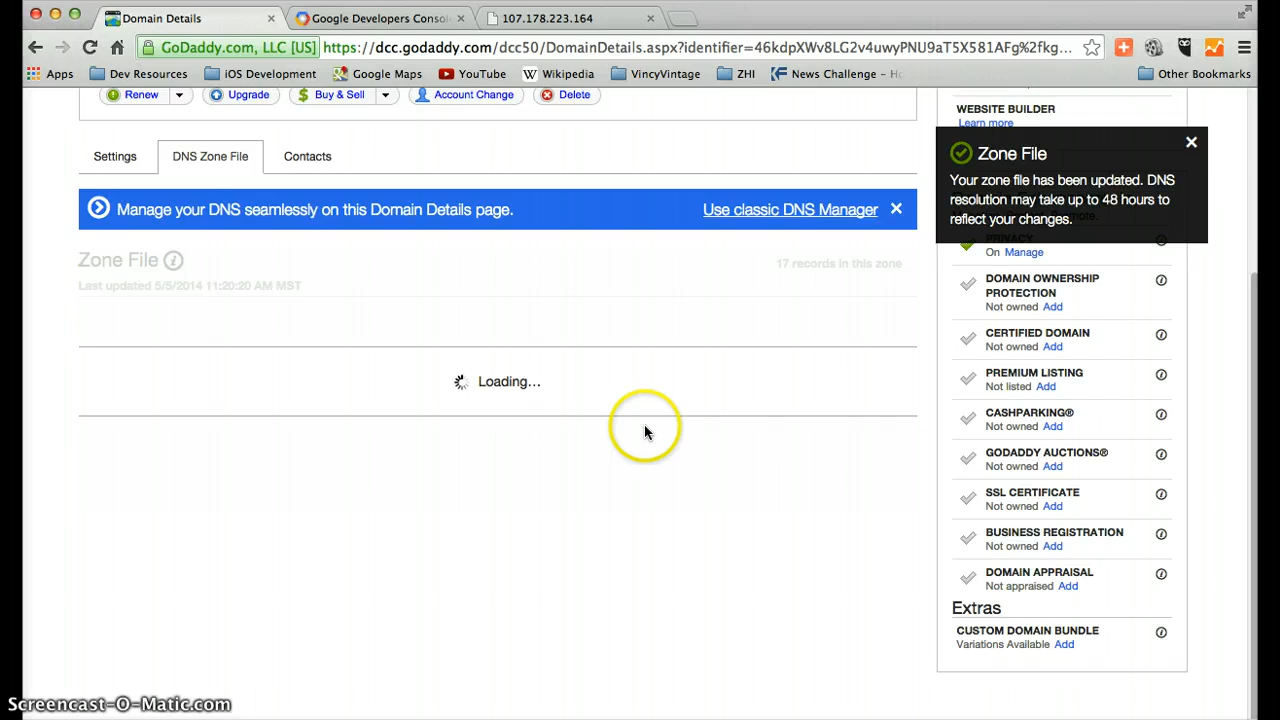 Domain Details
Google Developers Conso
107.178.223.164
GoDaddy.com, LLC [US]
https://dcc.godaddy.com/dc50/DomainDetails.aspx?identifier=46kdpXWv8LG2v4uwyPNU9aT5X581AFg%2fkg...
Apps
Dev Resources
iOS Development
Google Maps
YouTube
Wikipedia
VincyVintage
ZHI
News Challenge - Ho
Other Bookmarks
Renew
Upgrade
Buy & Sell
Account Change
Delete
Settings
DNS Zone File
Contacts
Manage your DNS seamlessly on this Domain Details page.
Use classic DNS Manager
Zone File
17 records in this zone
Last updated 5/5/2014 11:20:20 AM MST
Loading...
WEBSITE BUILDER
Learn more
Zone File
Your zone file has been updated. DNS
resolution may take up to 48 hours to
reflect your changes.
PRIVACY
On Manage
DOMAIN OWNERSHIP
PROTECTION
Not owned Add
CERTIFIED DOMAIN
Not owned Add
PREMIUM LISTING
Not listed Add
CASHPARKING®
Not owned Add
GODADDY AUCTIONS®
Not owned Add
SSL CERTIFICATE
Not owned Add
BUSINESS REGISTRATION
Not owned Add
DOMAIN APPRAISAL
Not appraised Add
Extras
CUSTOM DOMAIN BUNDLE
Variations Available Add
Screencast-O-Matic.com